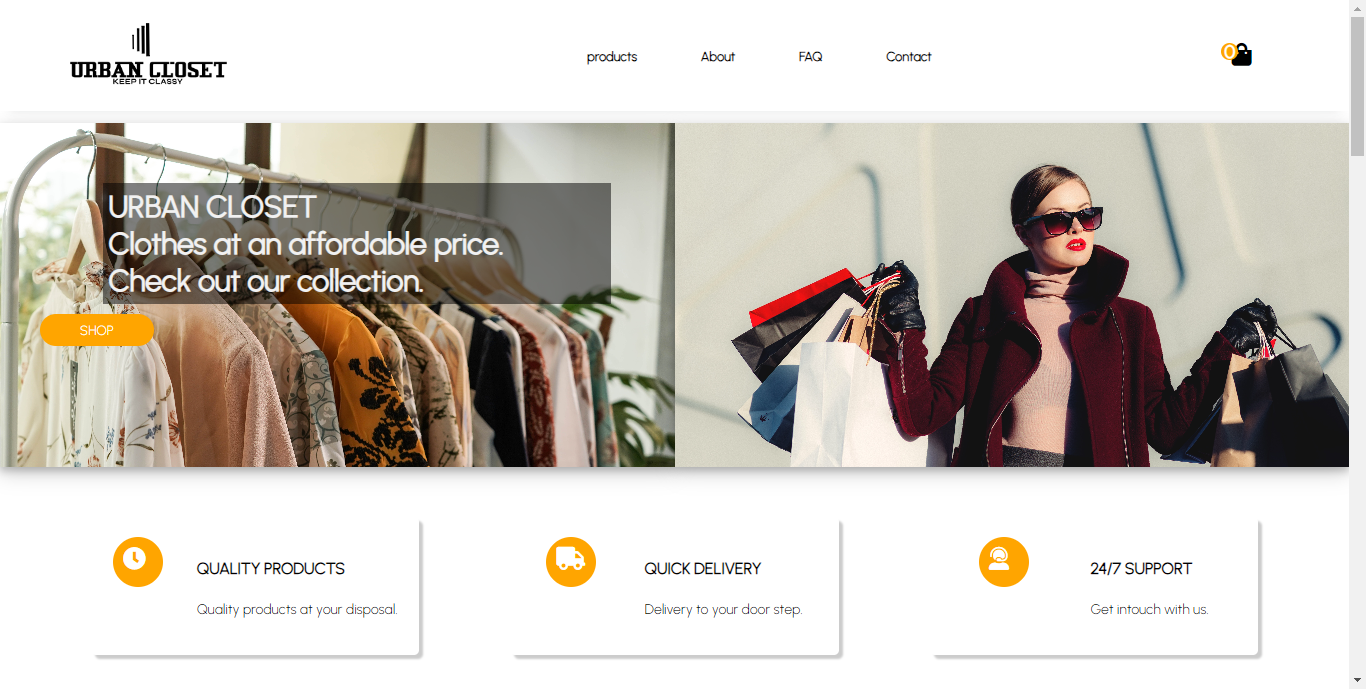 URBAN CLOSET
KEEP IT CLASSY
products
About
FAQ
Contact
0
URBAN CLOSET
Clothes at an affordable price.
Check out our collection.
SHOP
QUALITY PRODUCTS
Quality products at your disposal.
QUICK DELIVERY
Delivery to your door step.
24/7 SUPPORT
Get intouch with us.